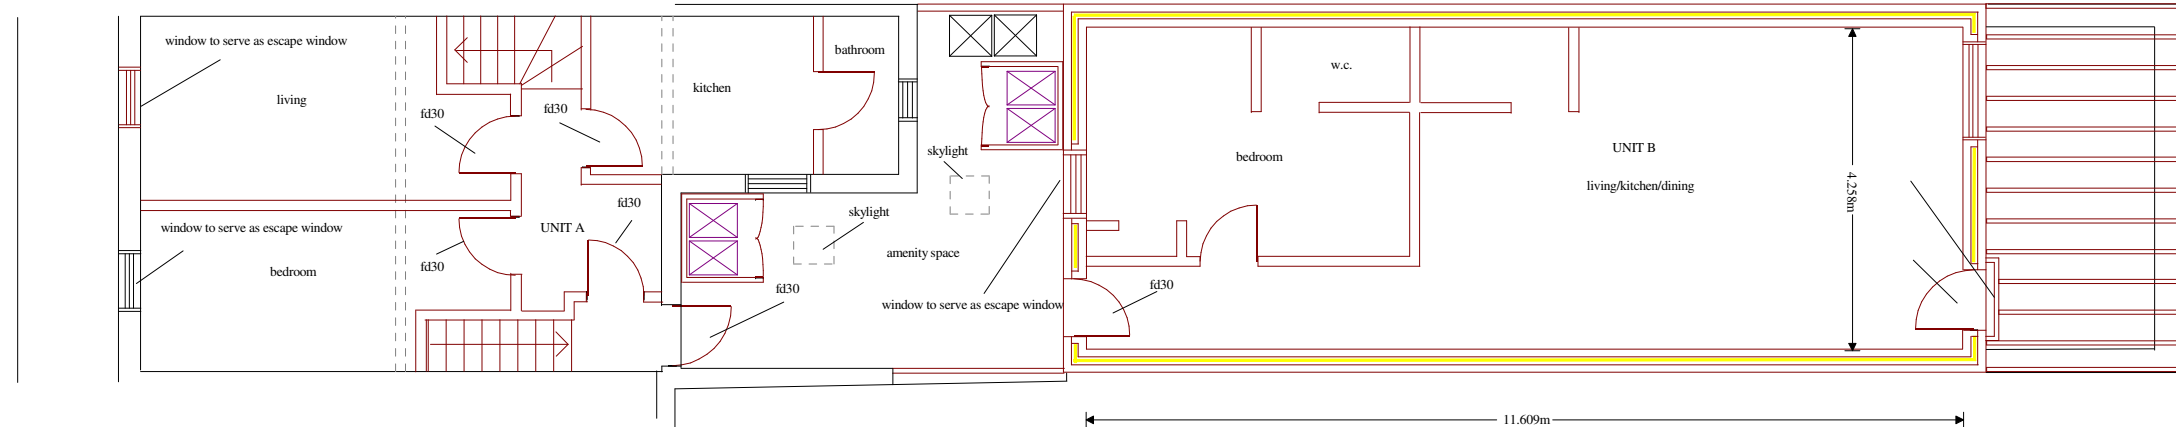 window to serve as escape window
living
fd30
fd30
kitchen
bathroom
w.c.
skylight
bedroom
UNIT B
living/kitchen/dining
4.258m
window to serve as escape window
bedroom
fd30
UNIT A
fd30
skylight
amenity space
fd30
window to serve as escape window
fd30
11.609m